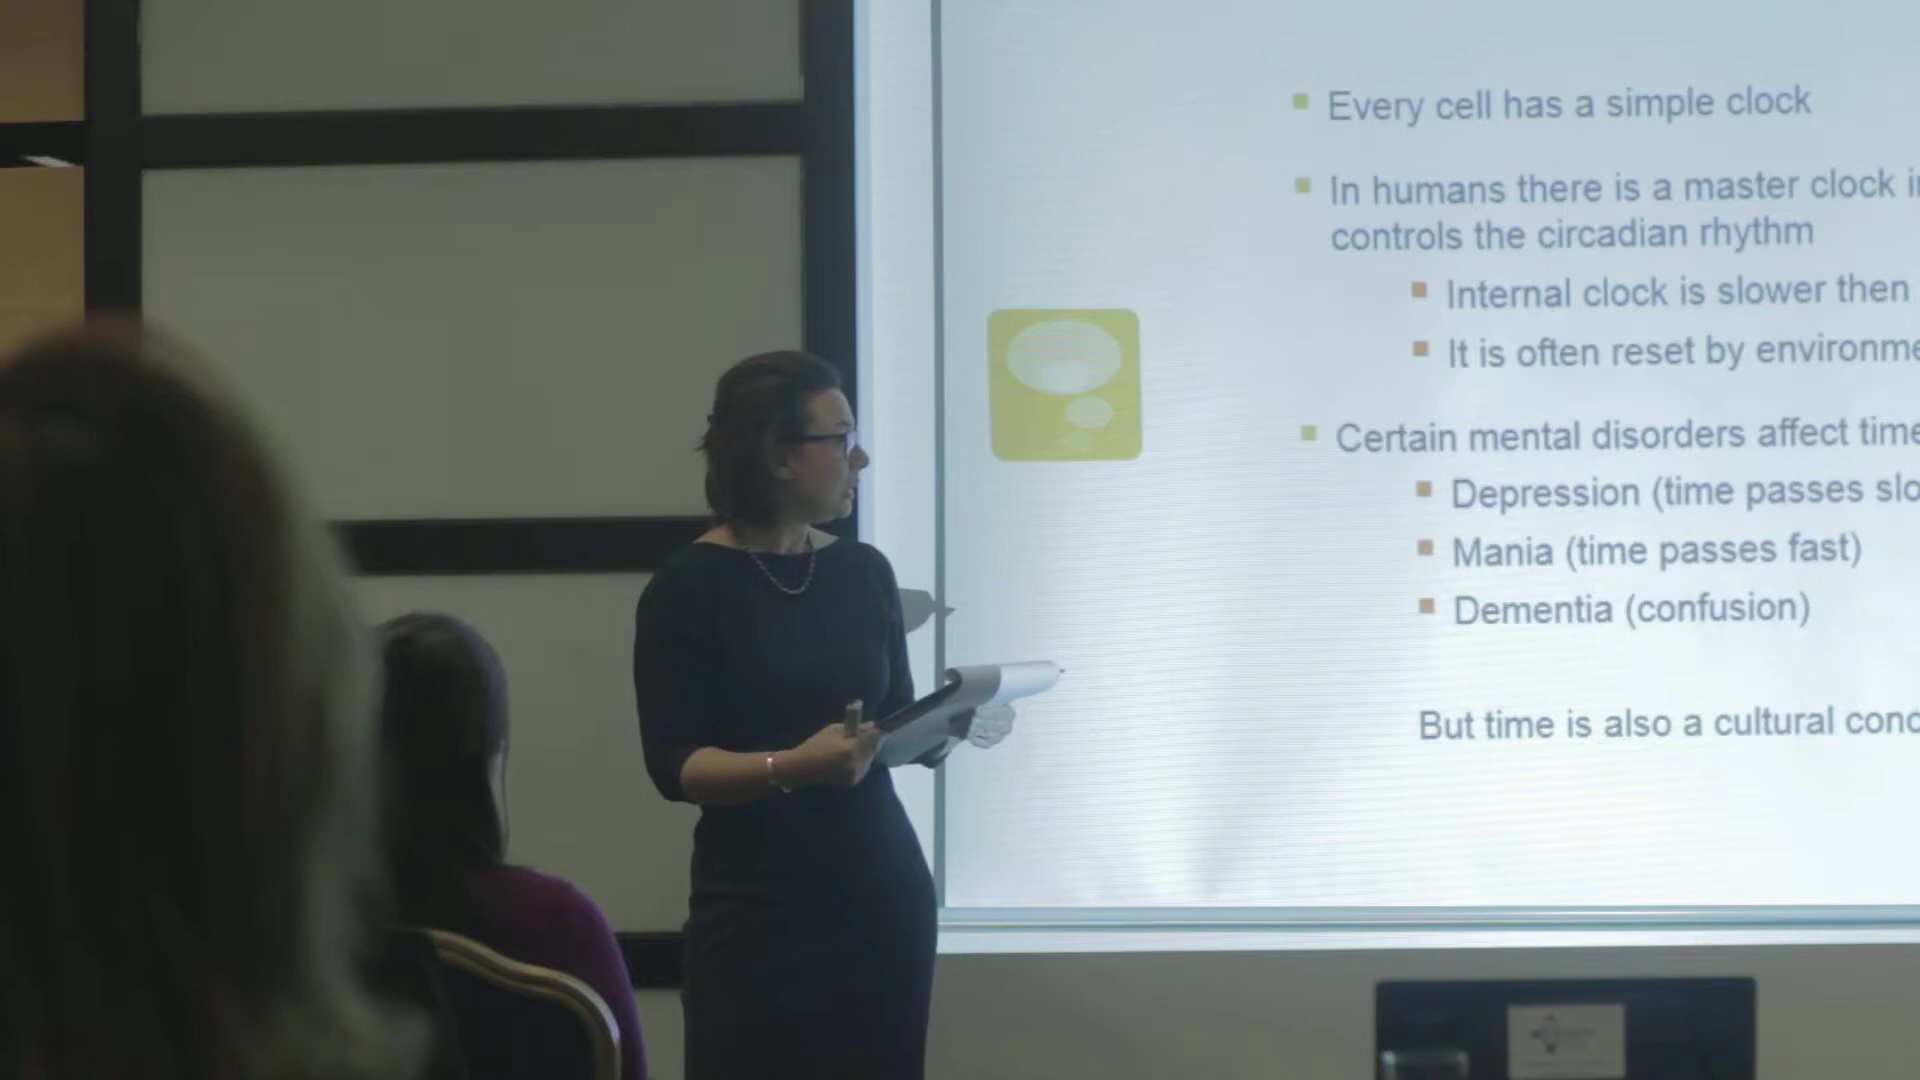 Every cell has a simple clock
In humans there is a master clock
controls the circadian rhythm
Internal clock is slower then
It is often reset by
Certain mental disorders affect
Depression (time passes
Mania (time passes fast)
Dementia (confusion)
But time is also a cultural